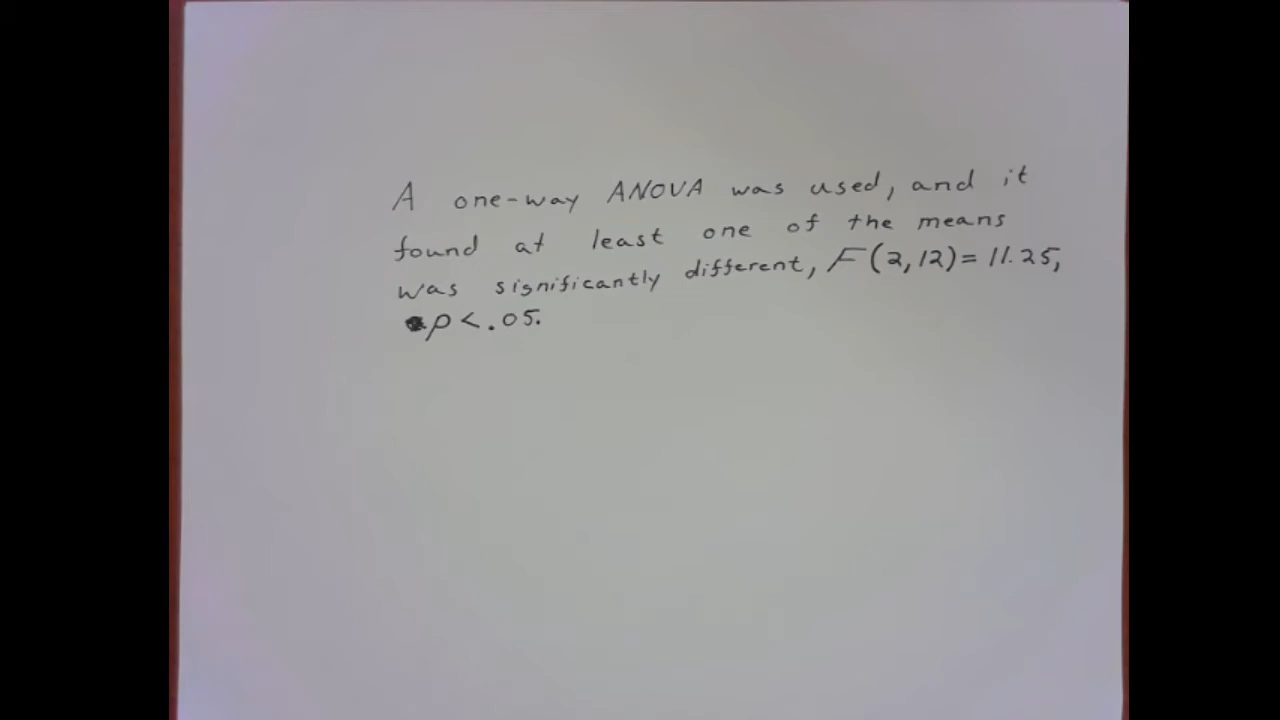 A one-way ANOVA was used, and it
found at least one of the means
was significantly different, F(2,12)= 11.25,
p<.05.